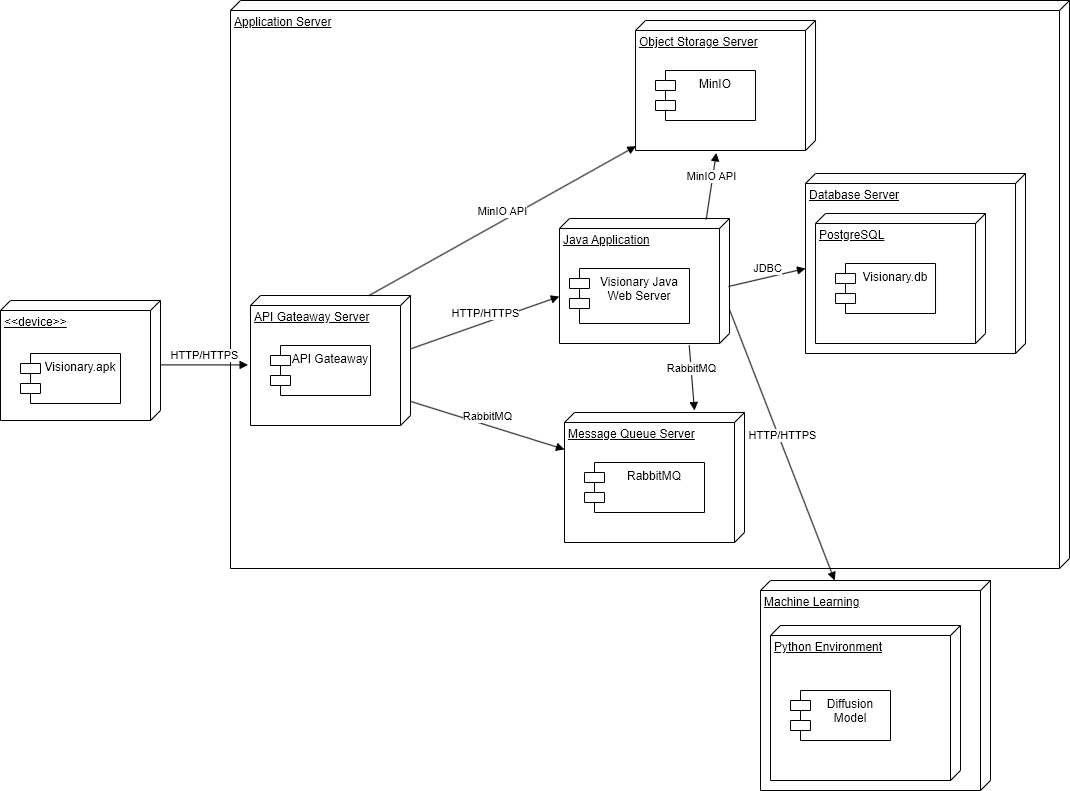 Application Server
Object Storage Server
MinIO
MinIO API
MinIO API
Database Server
PostgreSQL
Visionary.db
JDBC
Java Application
Visionary Java
Web Server
HTTP/HTTPS
API Gateaway Server
API Gateaway
<<device>>
Visionary.apk
HTTP/HTTPS
RabbitMQ
RabbitMQ
Message Queue Server
RabbitMQ
HTTP/HTTPS
Machine Learning
Python Environment
Diffusion
Model